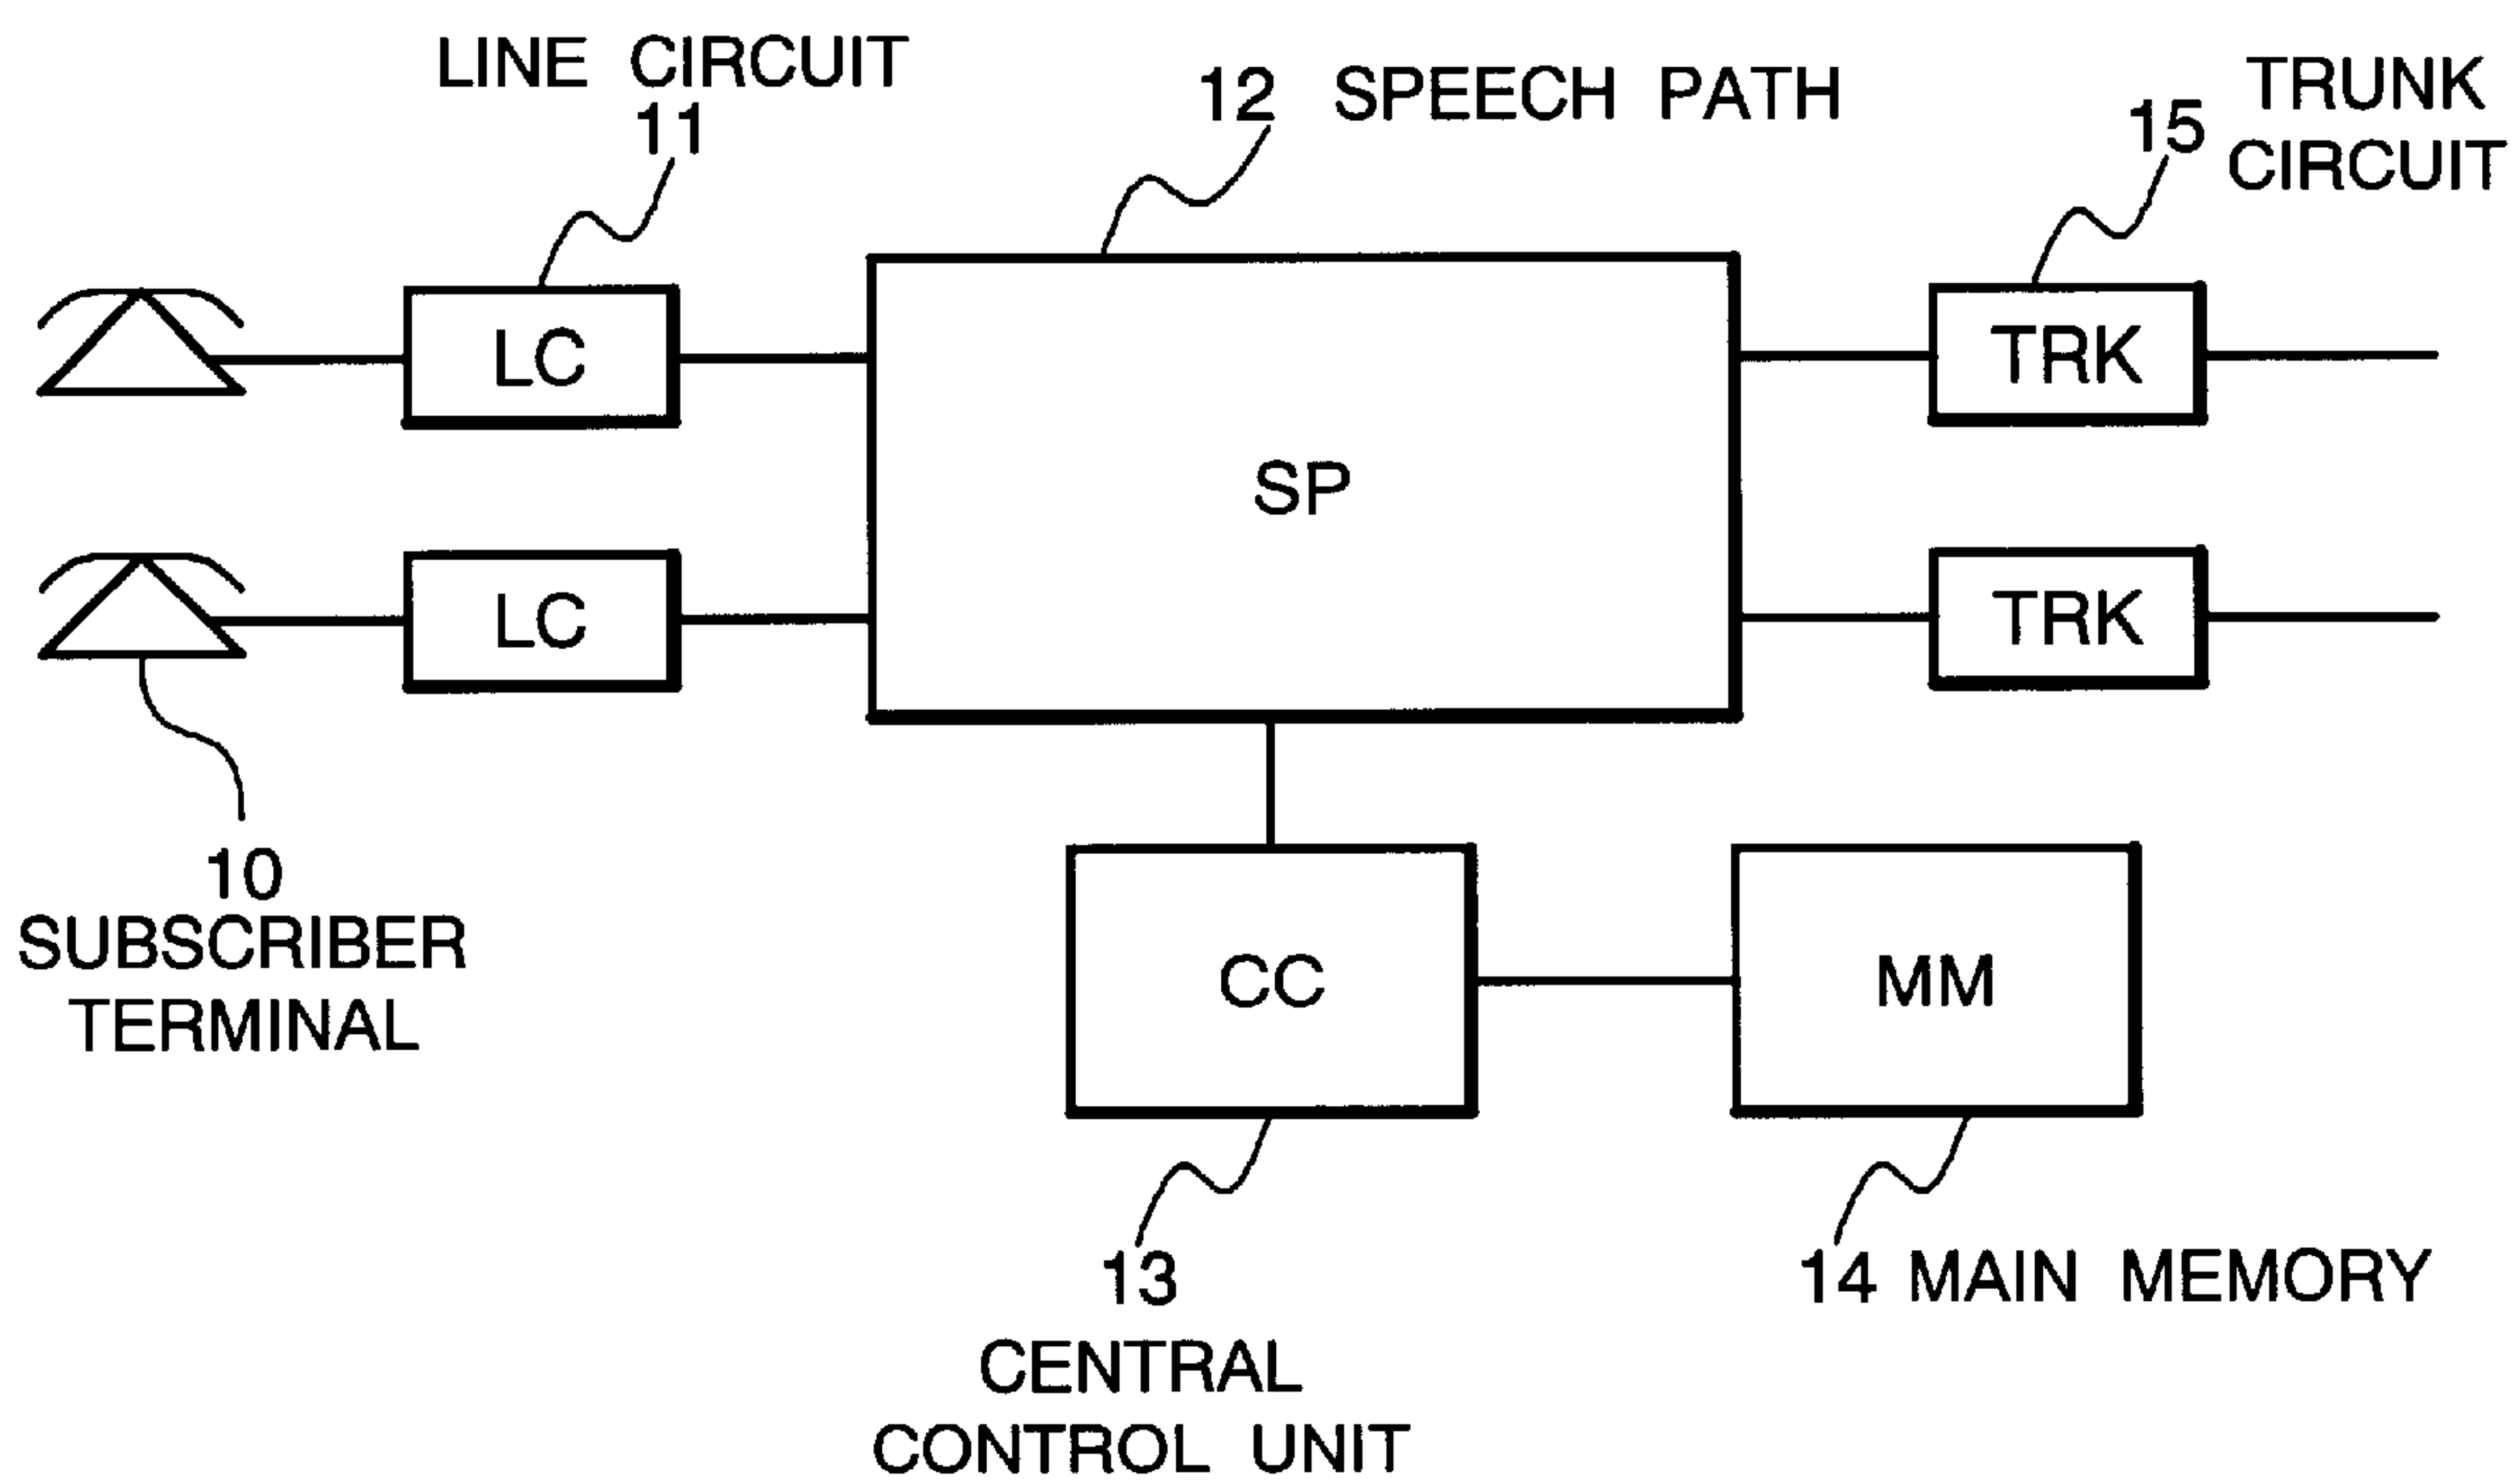 LINE CIRCUIT
11
12 SPEECH PATH
15
TRUNK
CIRCUIT
LC
SP
TRK
LC
TRK
10
SUBSCRIBER
TERMINAL
CC
MM
13
CENTRAL
CONTROL UNIT
14 MAIN MEMORY